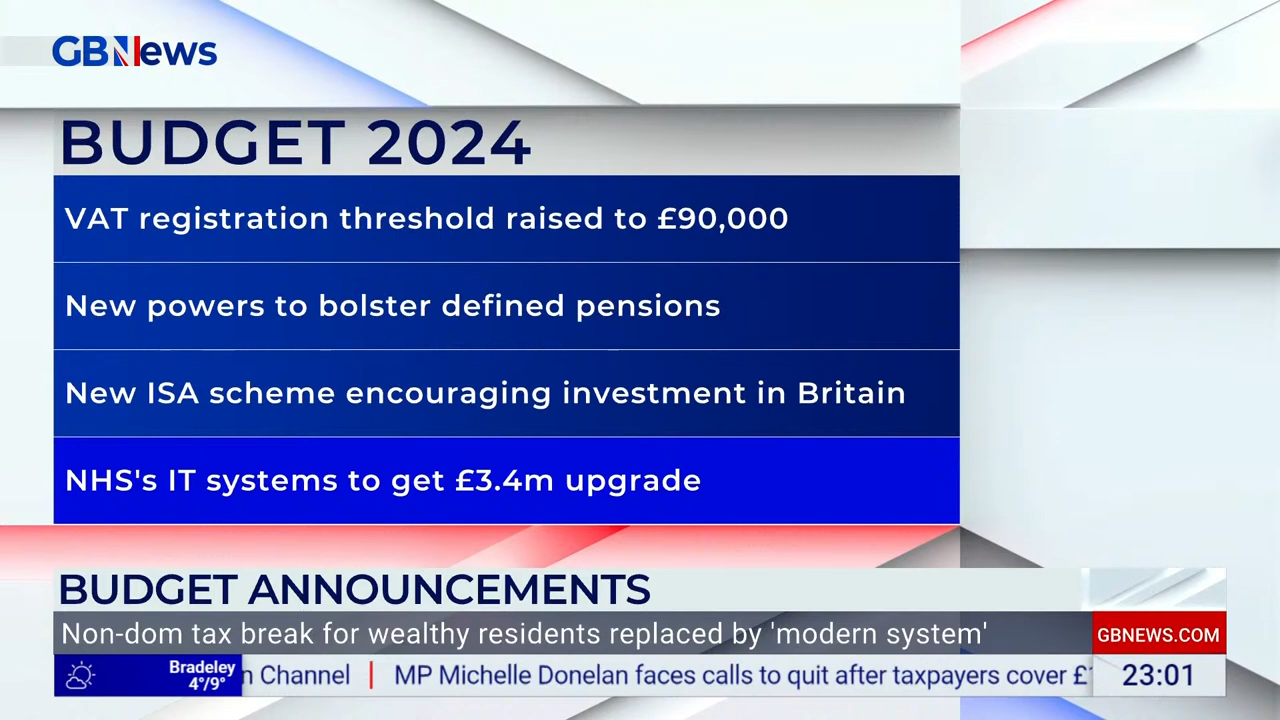 GBNews
BUDGET 2024
VAT registration threshold raised to £90,000
New powers to bolster defined pensions
New ISA scheme encouraging investment in Britain
NHS's IT systems to get £3.4m upgrade
BUDGET ANNOUNCEMENTS
Non-dom tax break for wealthy residents replaced by 'modern system'
GBNEWS.COM
Bradeley
4°/9°
n Channel | MP Michelle Donelan faces calls to quit after taxpayers cover £
23:01